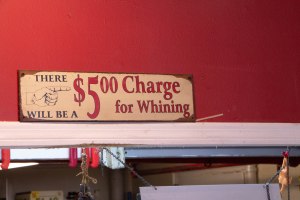 THERE
WILL BE A
$5.00 Charge
for Whining